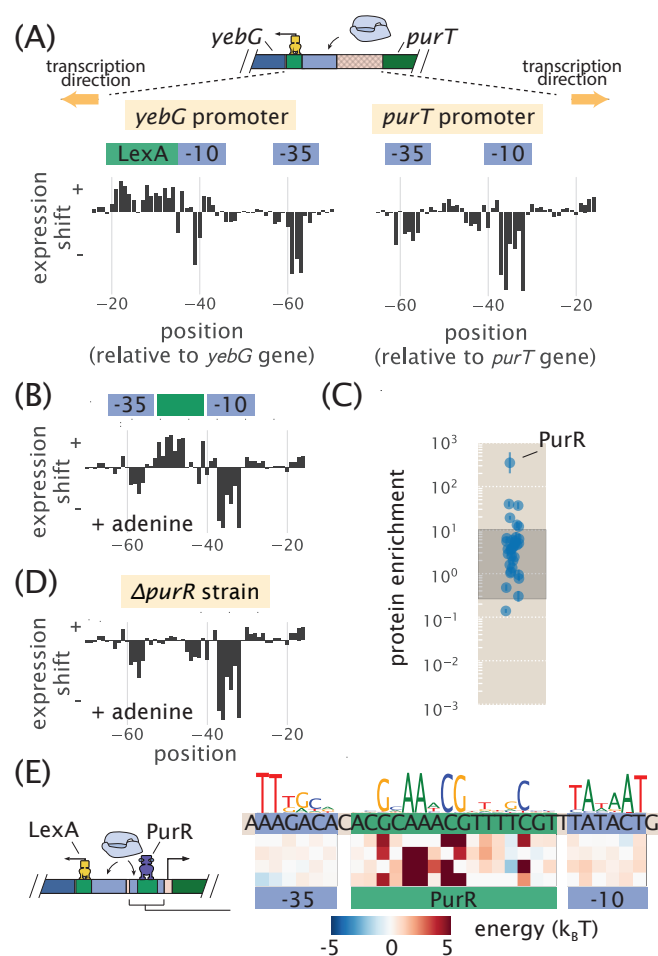 (A)
yebG
purT
transcription
direction
transcription
direction
yebG promoter
purT promoter
LexA
-10
-35
-35
-10
expression
shift
+
-
−20
−40
−60
−60
−40
−20
position
(relative to yebG gene)
position
(relative to purT gene)
(B)
-35
-10
expression
shift
+
-
+ adenine
−60
−40
−20
(C)
PurR
protein enrichment
10³
10²
10¹
10⁰
10⁻¹
10⁻²
10⁻³
(D)
ΔpurR strain
expression
shift
+
-
+ adenine
−60
−40
−20
position
(E)
LexA
PurR
AAAGACACACGCAAACGTTTTCGTTTATACTG
-35
PurR
-10
-5
0
5
energy (kBT)